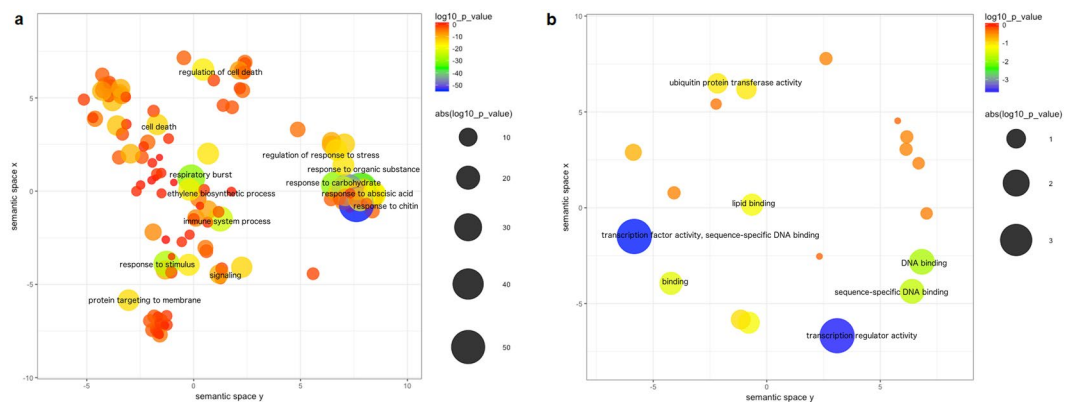 a
log10_p_value
0
-10
-20
-30
-40
-50
abs(log10_p_value)
10
20
30
40
50
regulation of cell death
cell death
regulation of response to stress
response to organic substance
respiratory burst
response to carbohydrate
ethylene biosynthetic process
response to abscisic acid
response to chitin
immune system process
response to stimulus
signaling
protein targeting to membrane
5
0
-5
-10
-5
0
5
10
semantic space x
semantic space y
b
log10_p_value
0
-1
-2
-3
abs(log10_p_value)
1
2
3
ubiquitin protein transferase activity
lipid binding
transcription factor activity, sequence-specific DNA binding
DNA binding
binding
sequence-specific DNA binding
transcription regulator activity
10
5
0
-5
-5
0
5
semantic space x
semantic space y